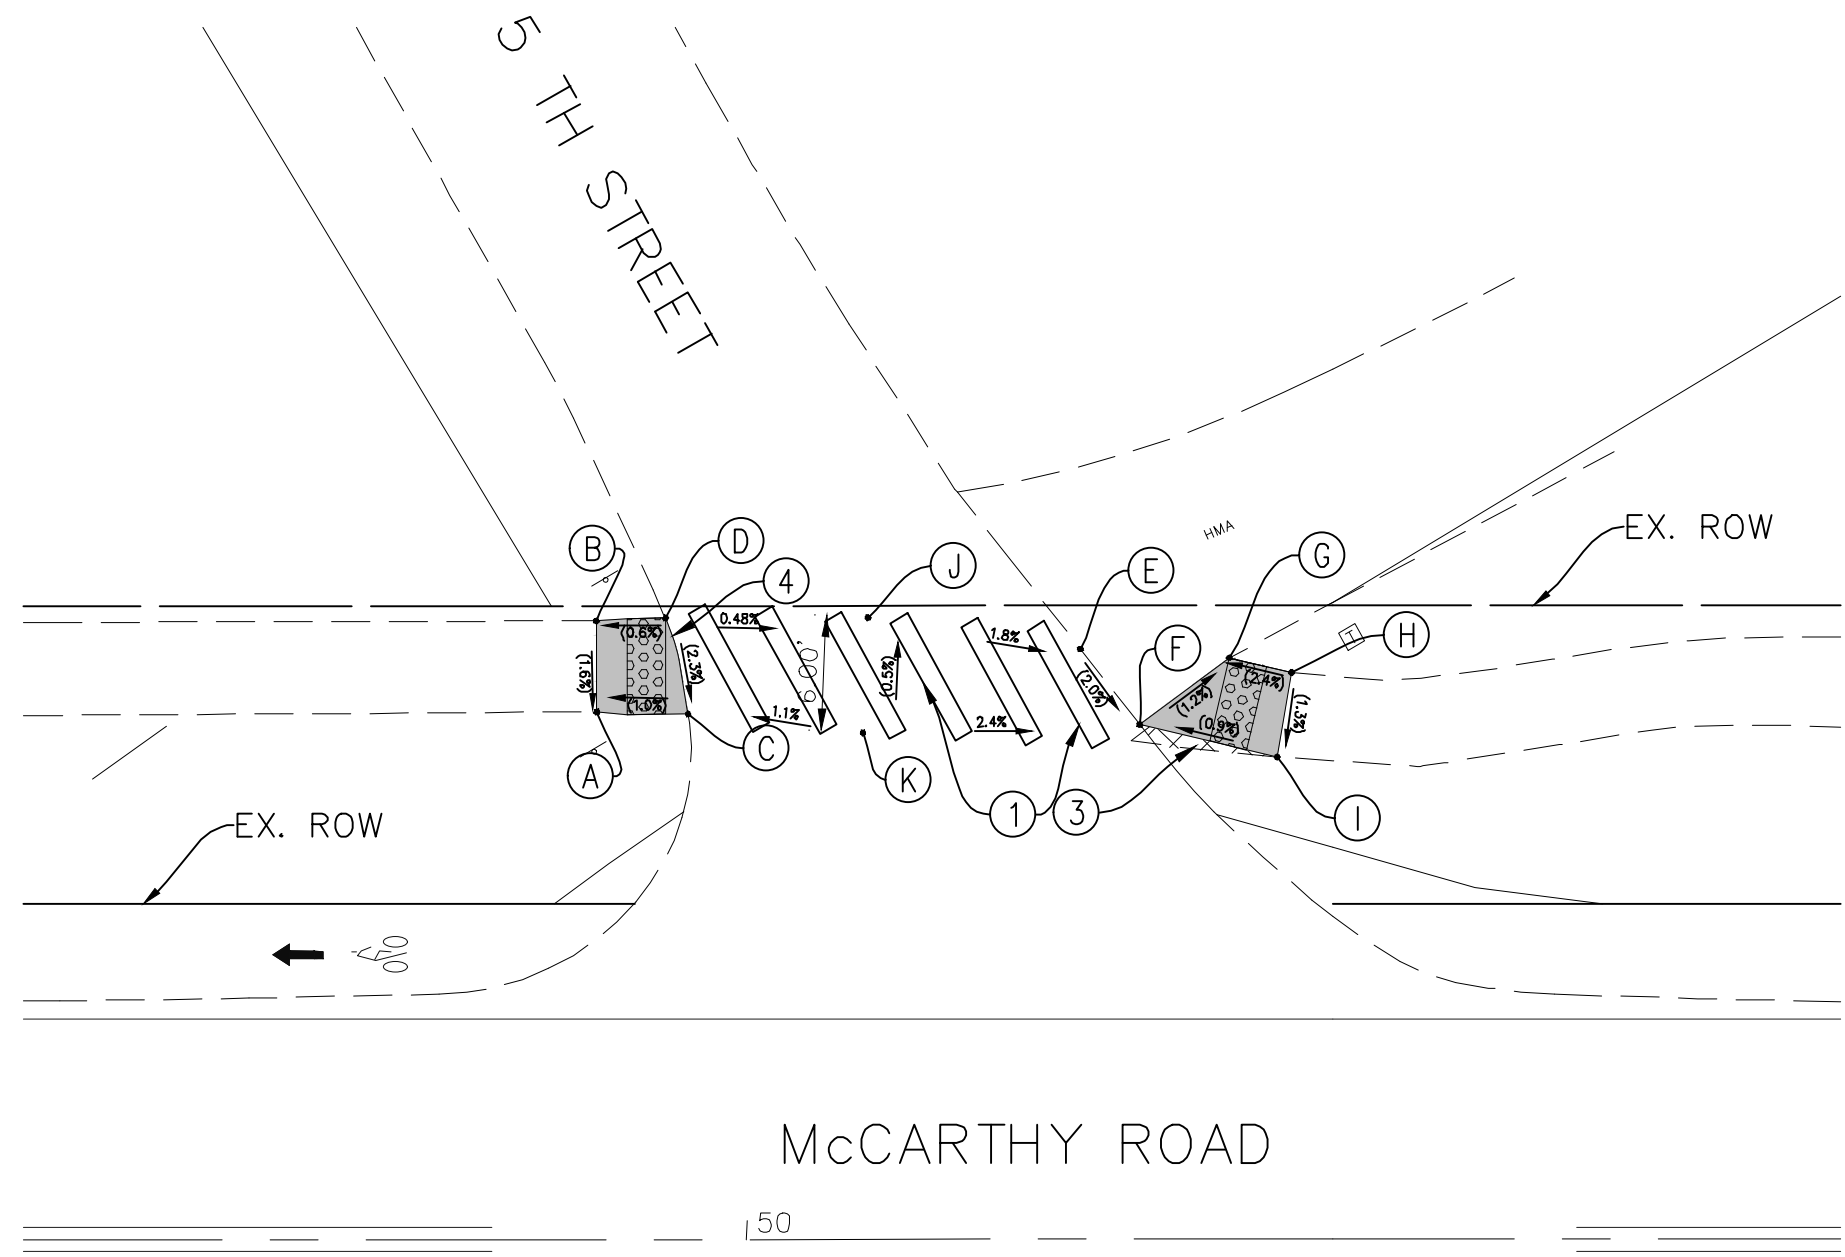 5 TH STREET
HMA
EX. ROW
B
D
4
J
E
G
0.48%
(0.6%)
1.8%
F
H
T
(1.6%)
(2.3%)
6.00'
(0.5%)
(2.0%)
(2.4%)
(1.2%)
(1.3%)
(1.0%)
1.1%
2.4%
(0.9%)
C
A
K
1
3
I
EX. ROW
McCARTHY ROAD
150